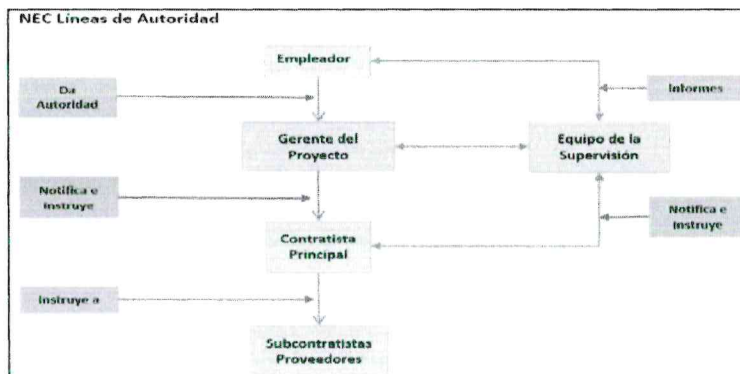 NEC Líneas de Autoridad
Empleador
Da
Autoridad
Informes
Gerente del
Proyecto
Equipo de la
Supervisión
Notifica e
Instruye
Notifica e
Instruye
Contratista
Principal
Instruye a
Subcontratistas
Proveedores